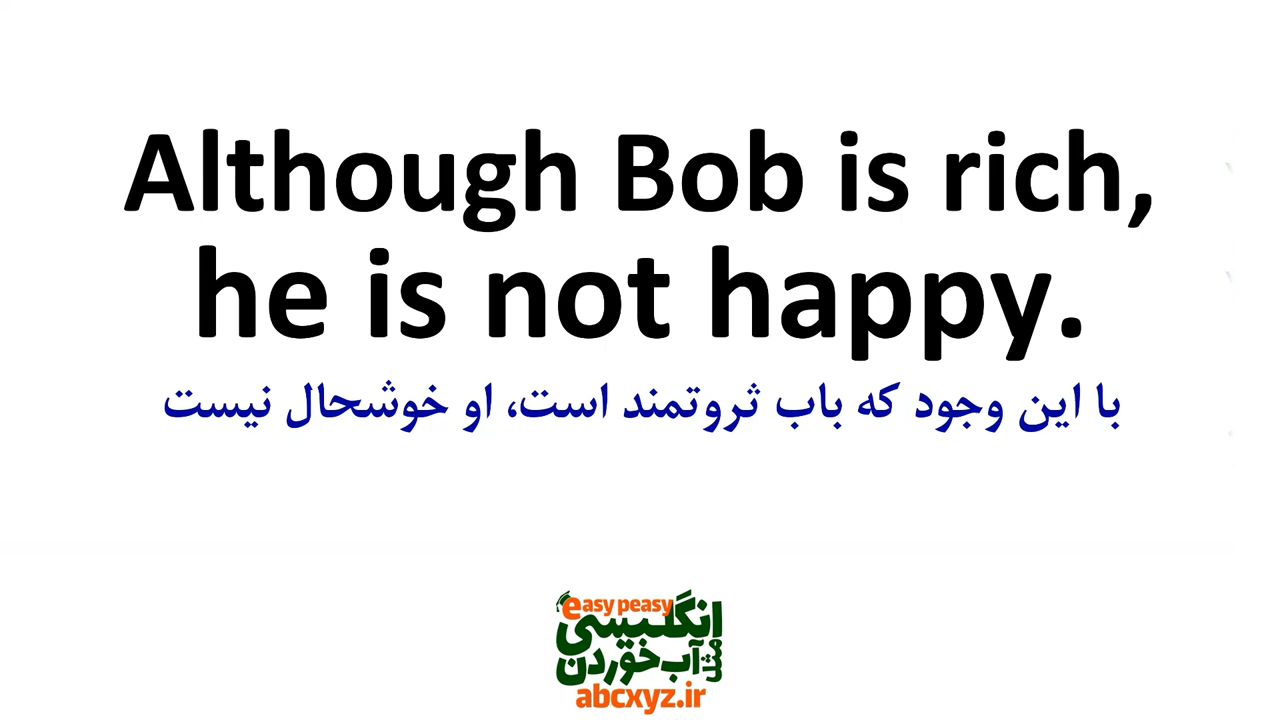 Although Bob is rich,
he is not happy.
با این وجود که باب ثروتمند است، او خوشحال نیست
easy peasy
انگلیسی
مثل آب خوردن
abcxyz.ir